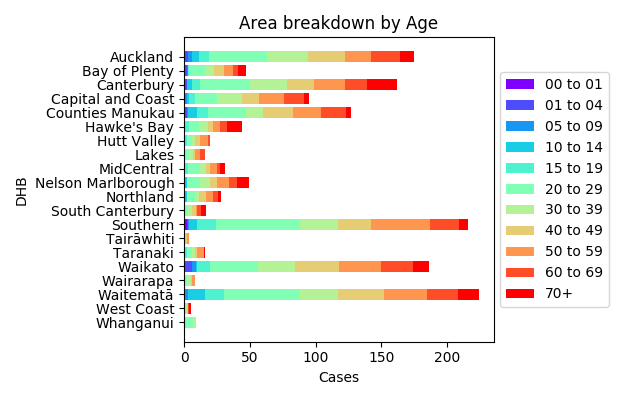 Area breakdown by Age
DHB
Auckland
Bay of Plenty
Canterbury
Capital and Coast
Counties Manukau
Hawke's Bay
Hutt Valley
Lakes
MidCentral
Nelson Marlborough
Northland
South Canterbury
Southern
Tairāwhiti
Taranaki
Waikato
Wairarapa
Waitematā
West Coast
Whanganui
0 50 100 150 200
Cases
00 to 01
01 to 04
05 to 09
10 to 14
15 to 19
20 to 29
30 to 39
40 to 49
50 to 59
60 to 69
70+